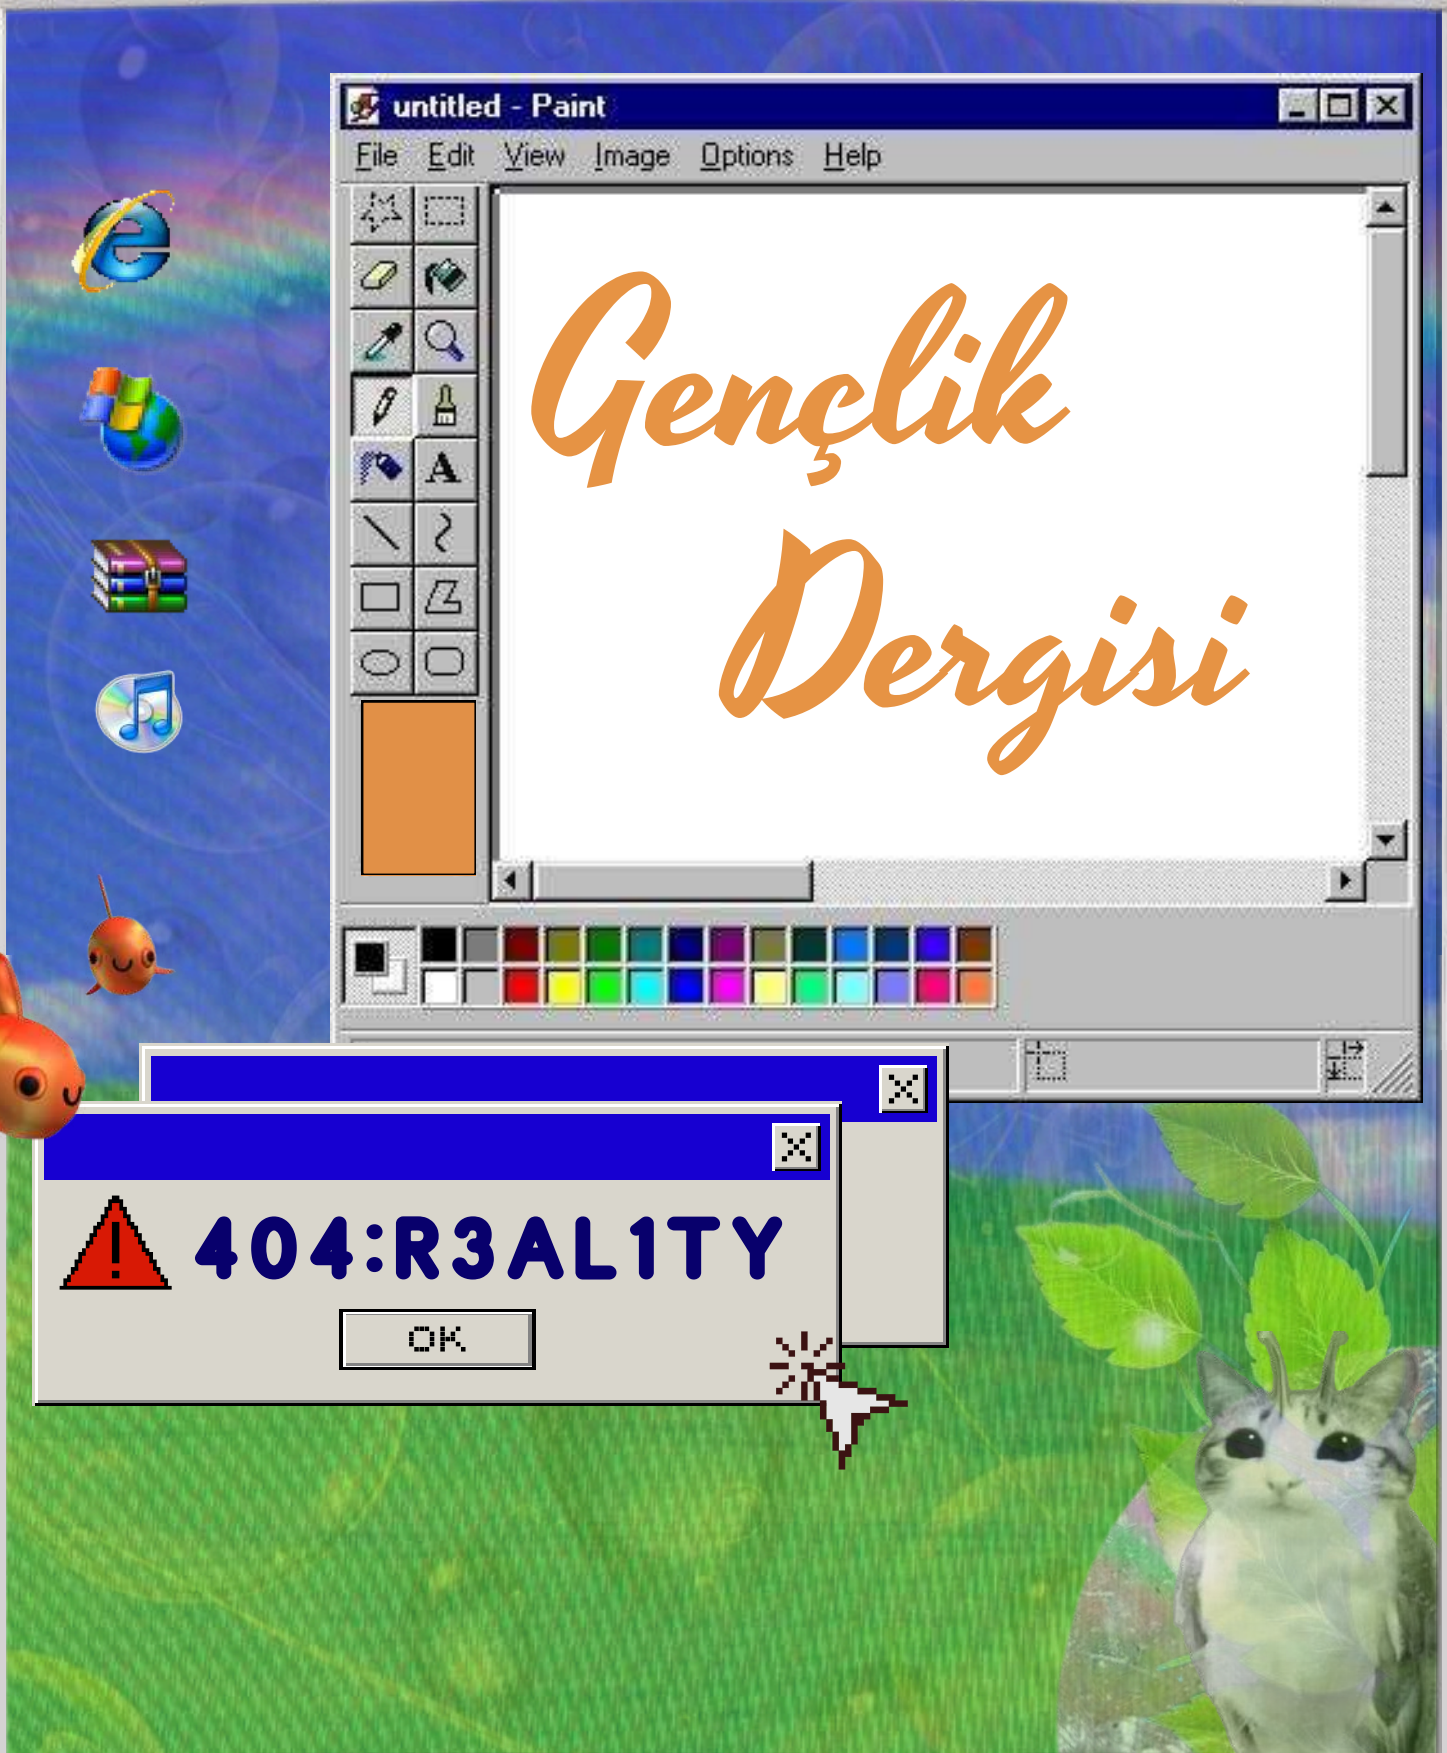 untitled - Paint
File Edit View Image Options Help
A
Gençlik
Dergisi
404:R3AL1TY
OK